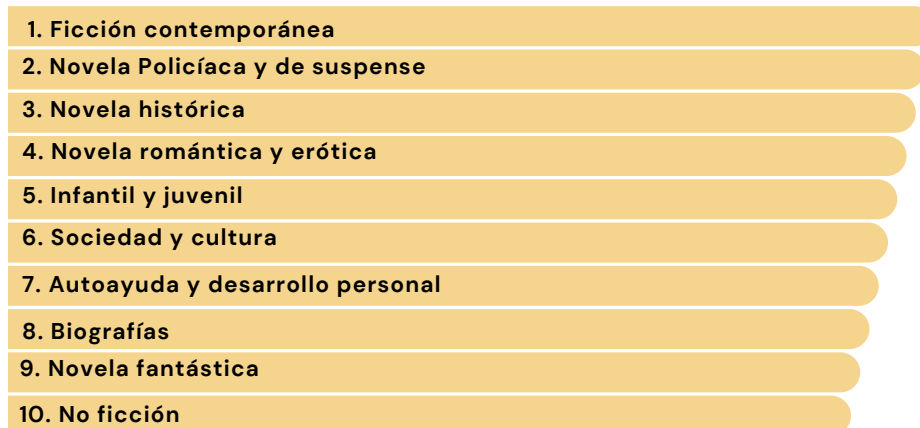 1. Ficción contemporánea
2. Novela Policíaca y de suspense
3. Novela histórica
4. Novela romántica y erótica
5. Infantil y juvenil
6. Sociedad y cultura
7. Autoayuda y desarrollo personal
8. Biografías
9. Novela fantástica
10. No ficción